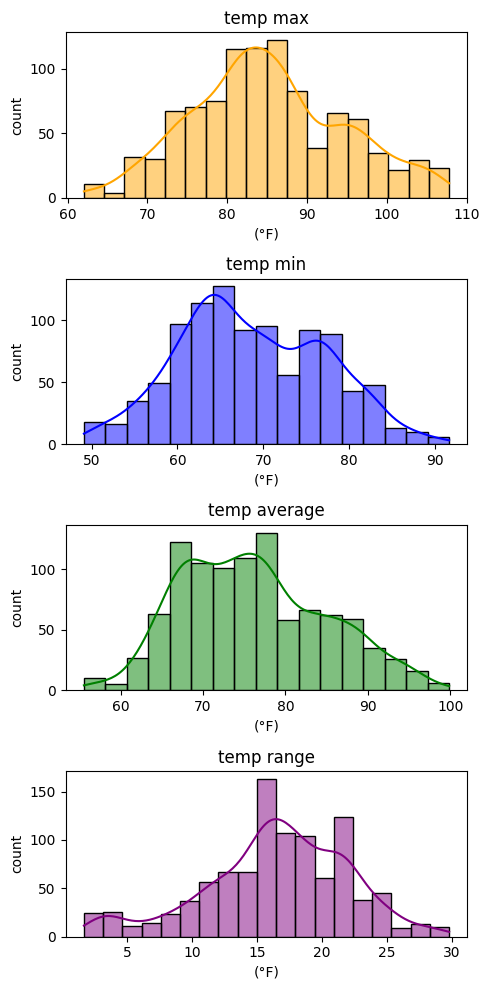 temp max
count
100
50
0
60 70 80 90 100 110
(°F)
temp min
count
100
50
0
50 60 70 80 90
(°F)
temp average
count
100
50
0
60 70 80 90 100
(°F)
temp range
count
150
100
50
0
5 10 15 20 25 30
(°F)